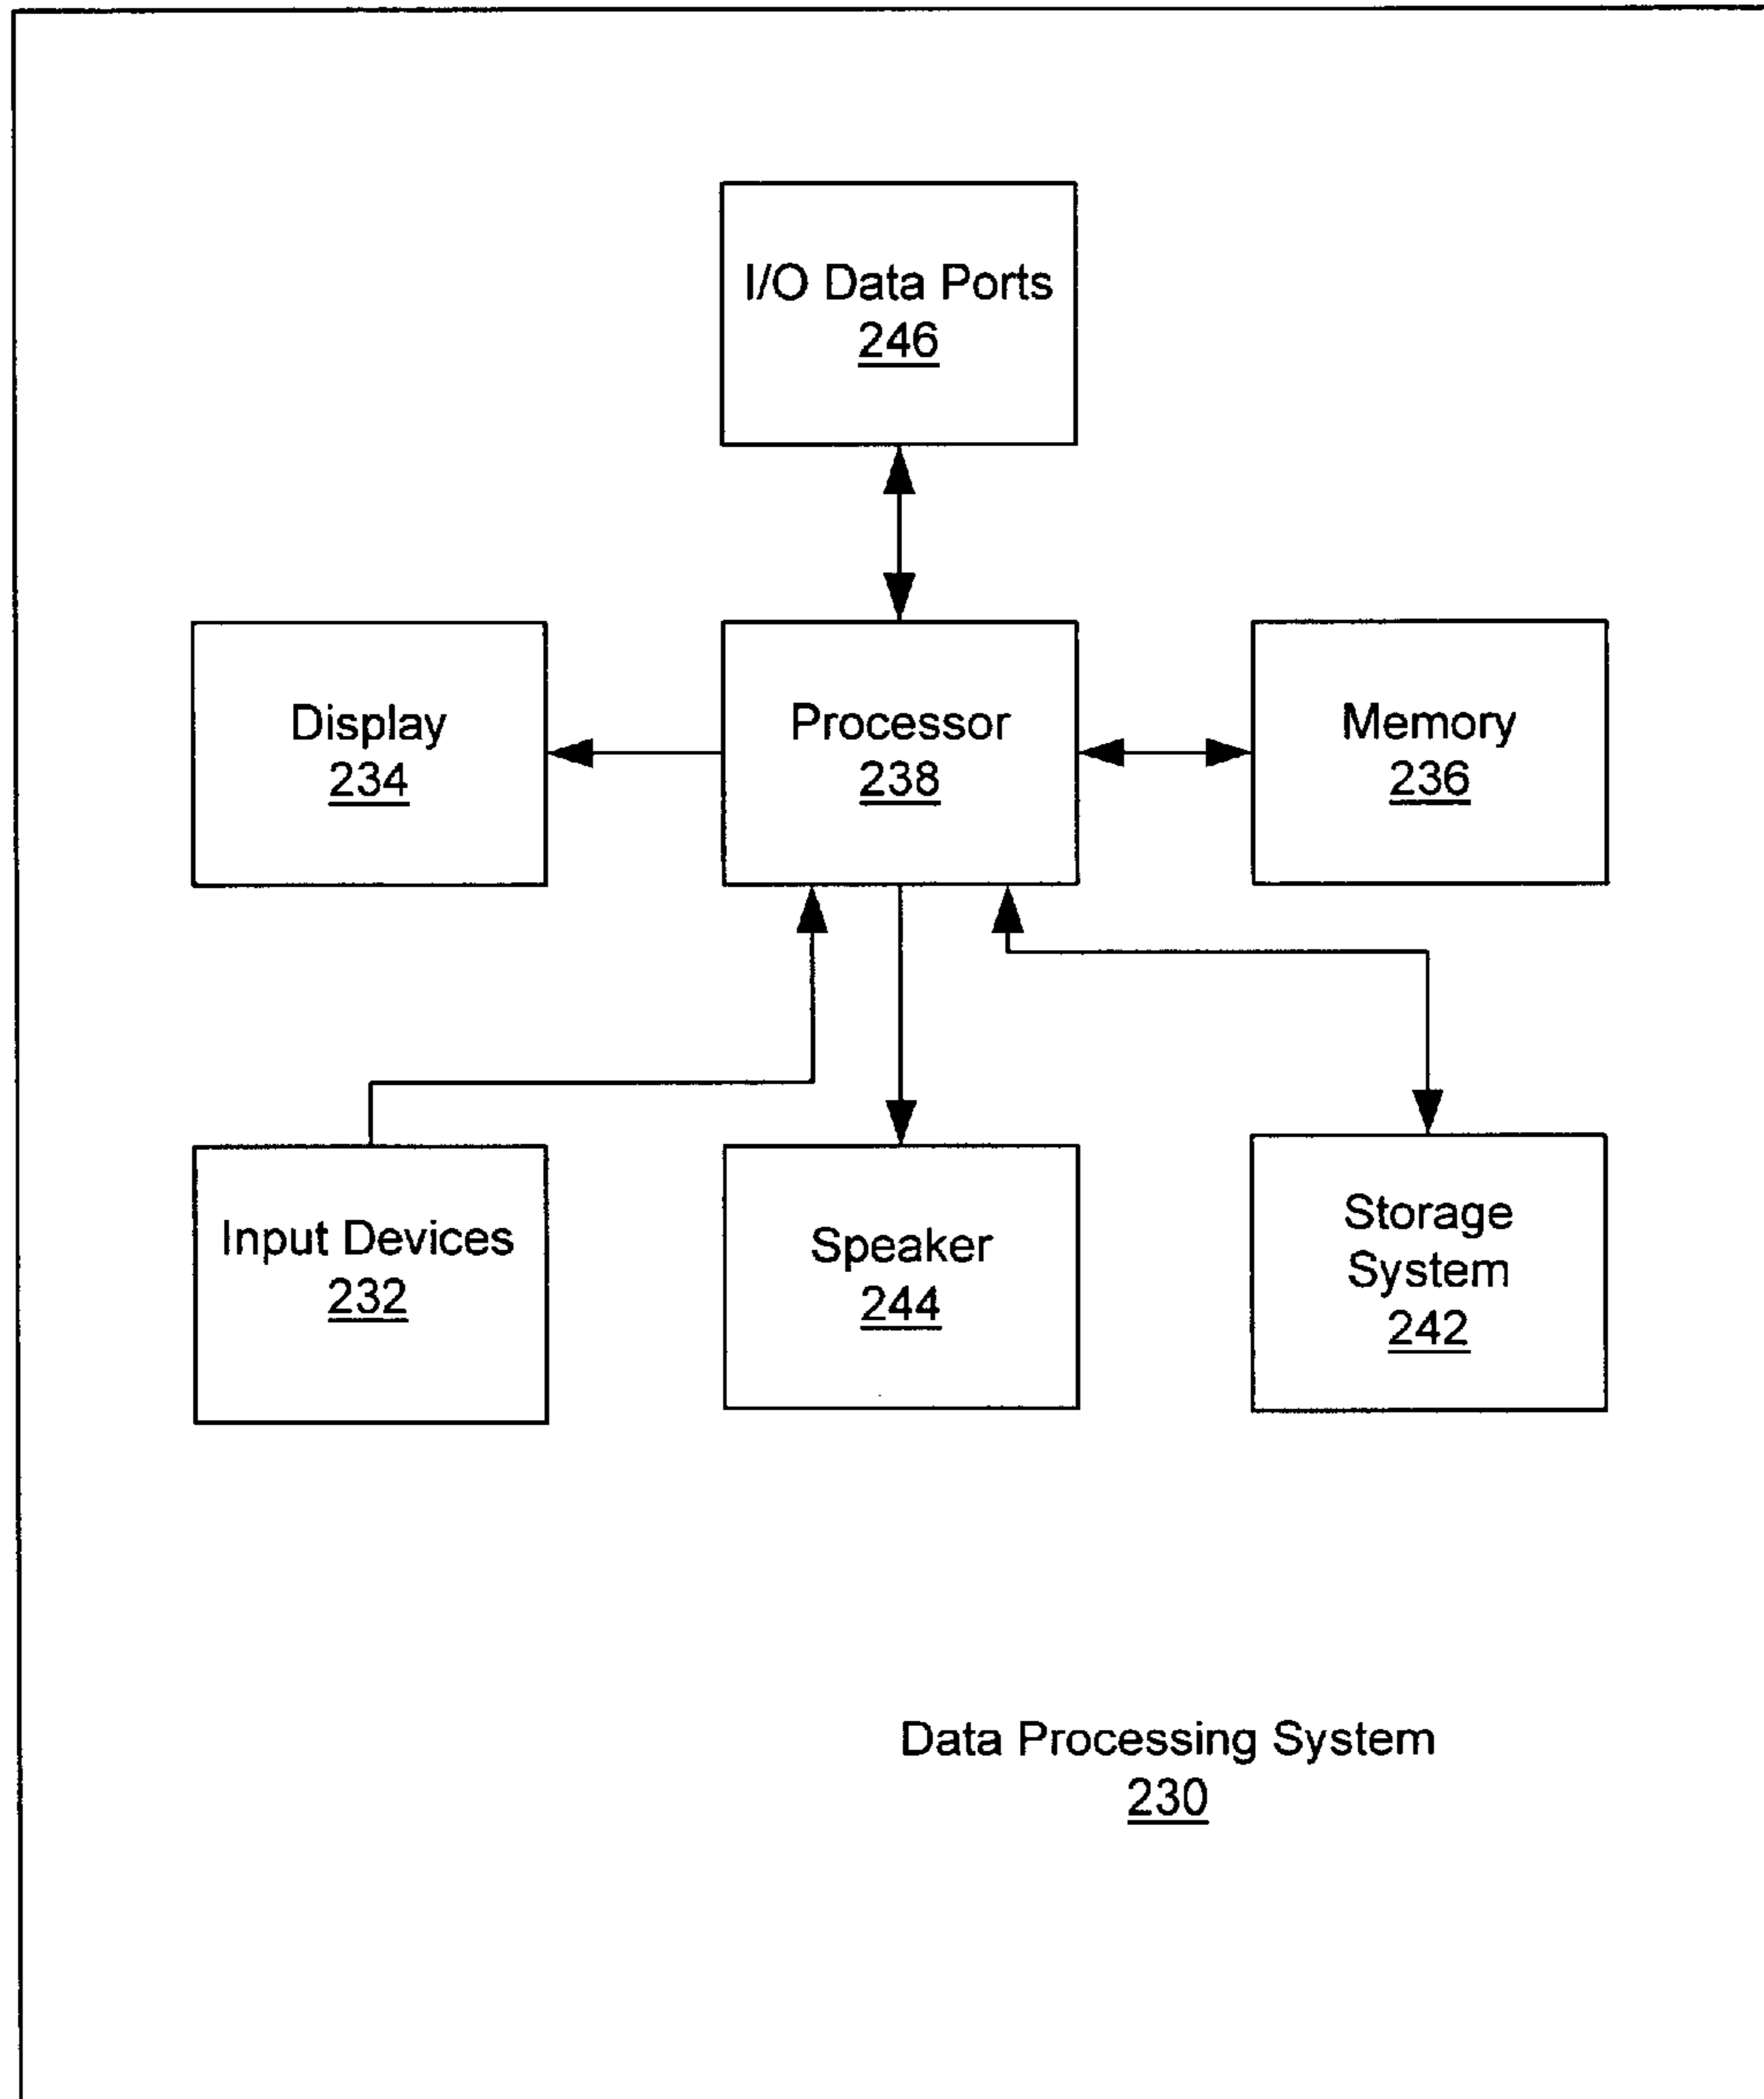 I/O Data Ports
246
Display
234
Processor
238
Memory
236
Input Devices
232
Speaker
244
Storage
System
242
Data Processing System
230